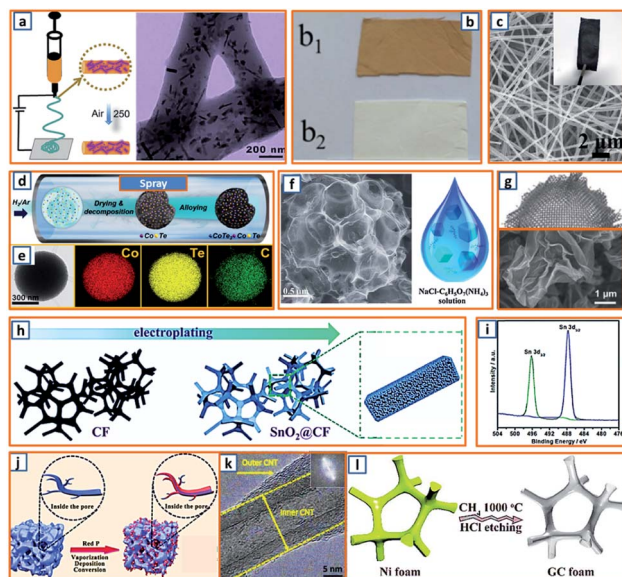 a
Air
250
200 nm
b
b1
b2
c
2 μm
d
Spray
H2/Ar
Drying &
decomposition
Alloying
Co Te
CoTe2 Co Te
e
300 nm
Co
Te
C
f
0.5 μm
NaCl-C6H5O7(NH4)3
solution
g
1 μm
h
electroplating
CF
SnO2@CF
i
Intensity / a.u.
Sn 3d3/2
Sn 3d5/2
504 500 496 492 488 484 480 476
Binding Energy / eV
j
Inside the pore
Inside the pore
Red P
Vaporization
Deposition
Conversion
k
Outer CNT
Inner CNT
5 nm
l
CH4 1000 °C
HCl etching
Ni foam
GC foam